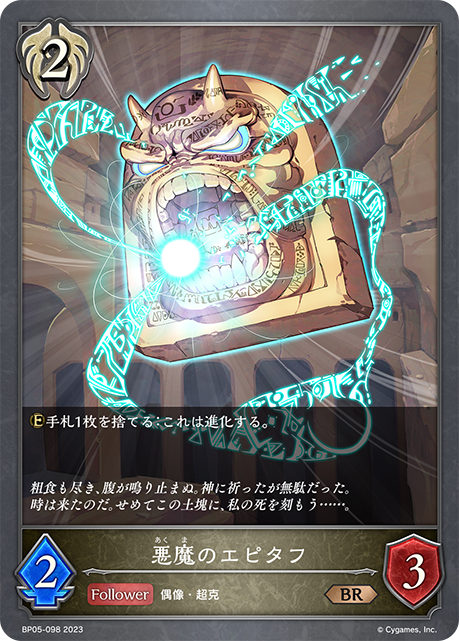 2
Ⓔ手札1枚を捨てる:これは進化する。
粗食も尽き、腹が鳴り止まぬ。神に祈ったが無駄だった。
時は来たのだ。せめてこの土塊に、私の死を刻もう……。
あくま
悪魔のエピタフ
2
Follower
偶像・超克
BR
3
BP05-098 2023
© Cygames, Inc.